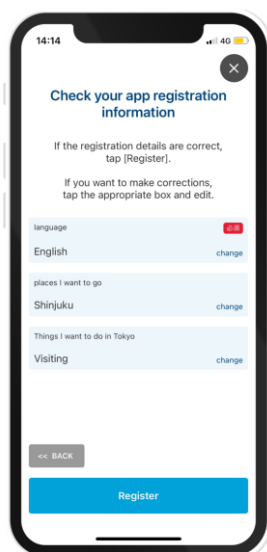 14:14
4G
Check your app registration
information
If the registration details are correct,
tap [Register].
If you want to make corrections,
tap the appropriate box and edit.
language 必須
English change
places I want to go
Shinjuku change
Things I want to do in Tokyo
Visiting change
<< BACK
Register